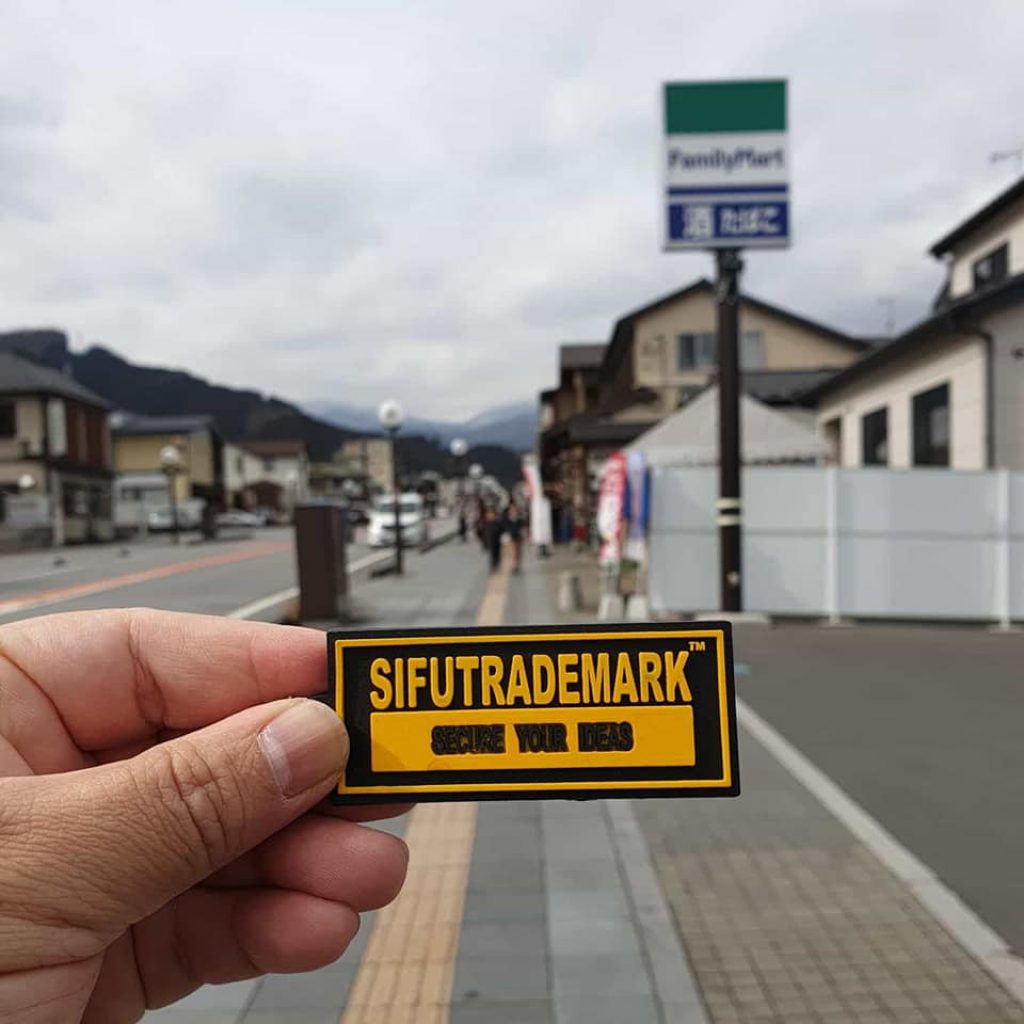 FamilyMart
酒 たばこ
SIFUTRADEMARK™
SECURE YOUR IDEAS